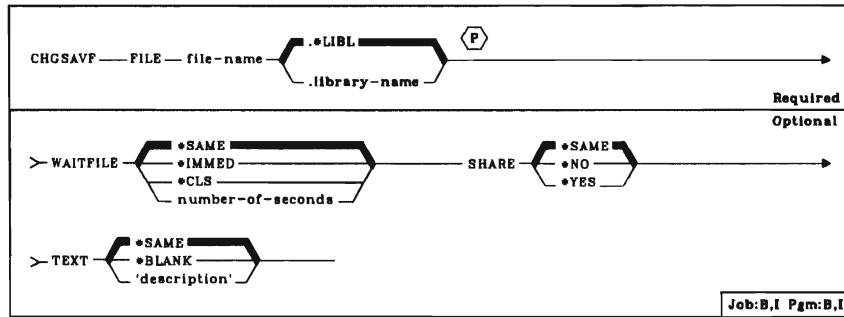 .*LIBL
P
CHGSAVF FILE file-name
.library-name
Required
Optional
*SAME *SAME
WAITFILE *IMMED SHARE *NO
*CLS *YES
number-of-seconds
*SAME
TEXT *BLANK
'description'
Job:B,I Pgm:B,I